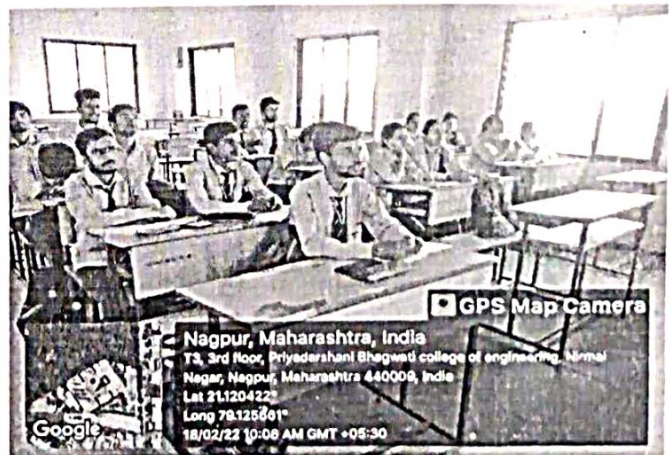 GPS Map Camera
Nagpur, Maharashtra, India
T3, 3rd floor, Priyadarshani Bhagwati college of engineering, Nirmal
Nagar, Nagpur, Maharashtra 440009, India
Lat 21.120422°
Long 79.125661°
18/02/22 10:08 AM GMT +05:30
Google